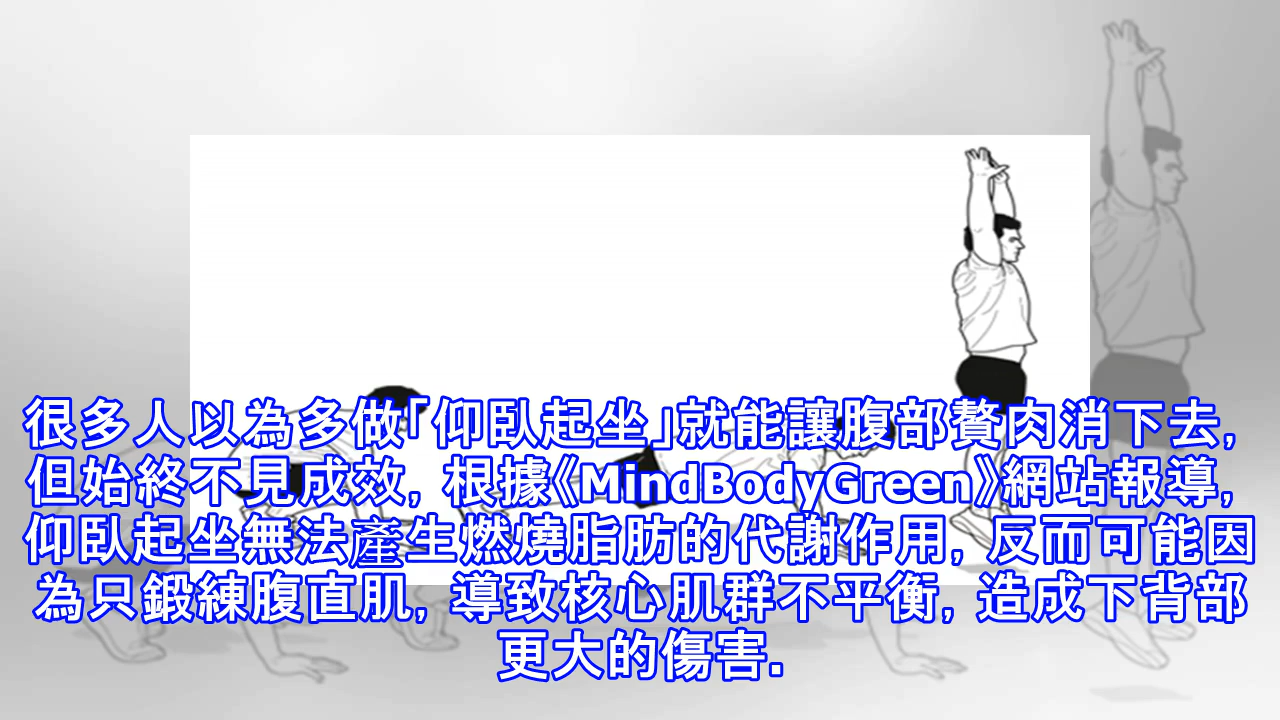 很多人以為多做「仰臥起坐」就能讓腹部贅肉消下去,
但始終不見成效, 根據《MindBodyGreen》網站報導,
仰臥起坐無法產生燃燒脂肪的代謝作用, 反而可能因
為只鍛練腹直肌, 導致核心肌群不平衡, 造成下背部
更大的傷害.